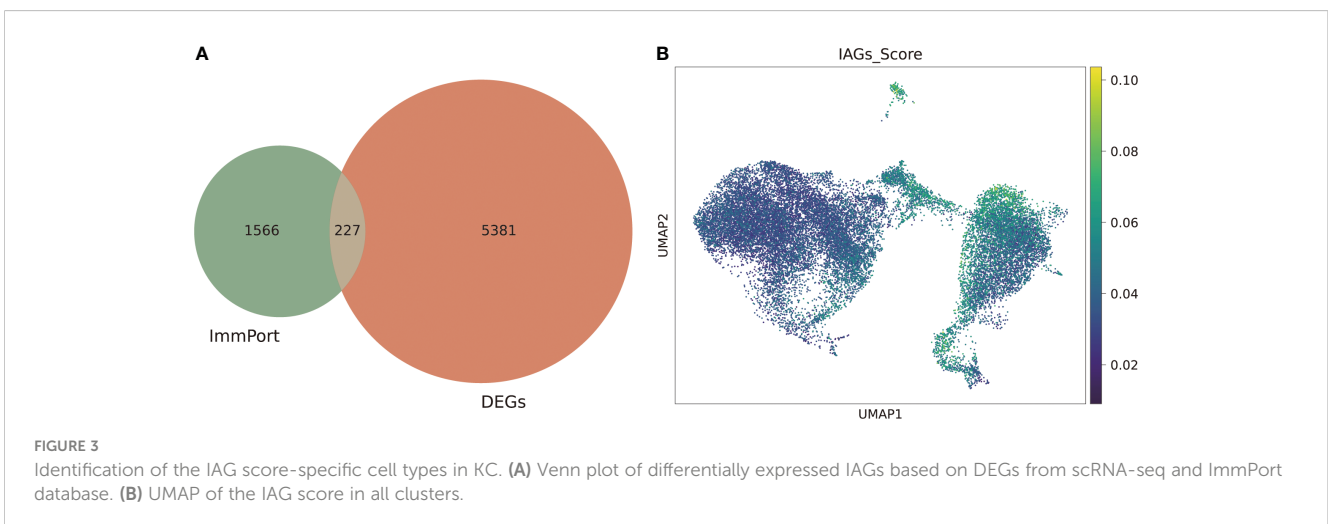 A
B
IAGs_Score
1566
227
5381
ImmPort
DEGs
UMAP2
UMAP1
0.10
0.08
0.06
0.04
0.02
FIGURE 3
Identification of the IAG score-specific cell types in KC. (A) Venn plot of differentially expressed IAGs based on DEGs from scRNA-seq and ImmPort
database. (B) UMAP of the IAG score in all clusters.